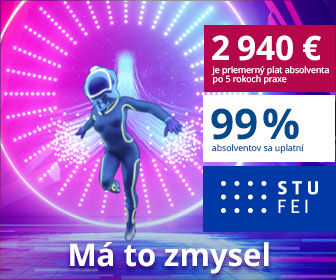 2 940 €
je priemerný plat absolventa
po 5 rokoch praxe
99 %
absolventov sa uplatní
STU
FEI
Má to zmysel